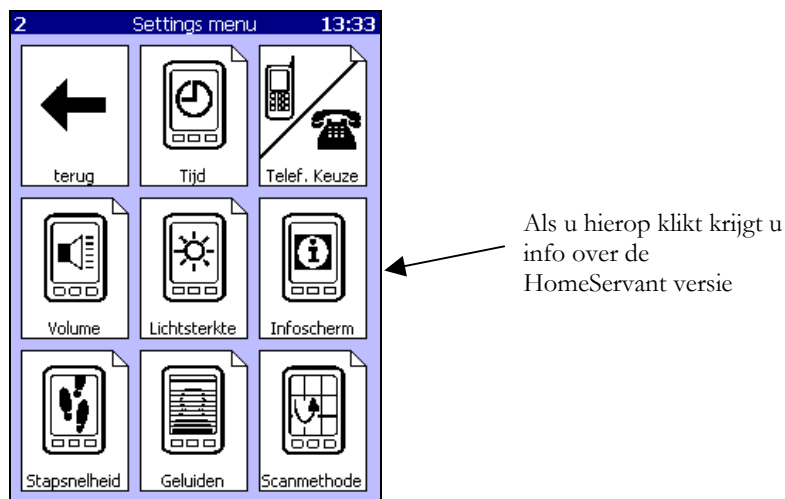 2 Settings menu 13:33
terug Tijd Telef. Keuze
Volume Lichtsterkte Infoscherm
Stapsnelheid Geluiden Scanmethode
Als u hierop klikt krijgt u
info over de
HomeServant versie